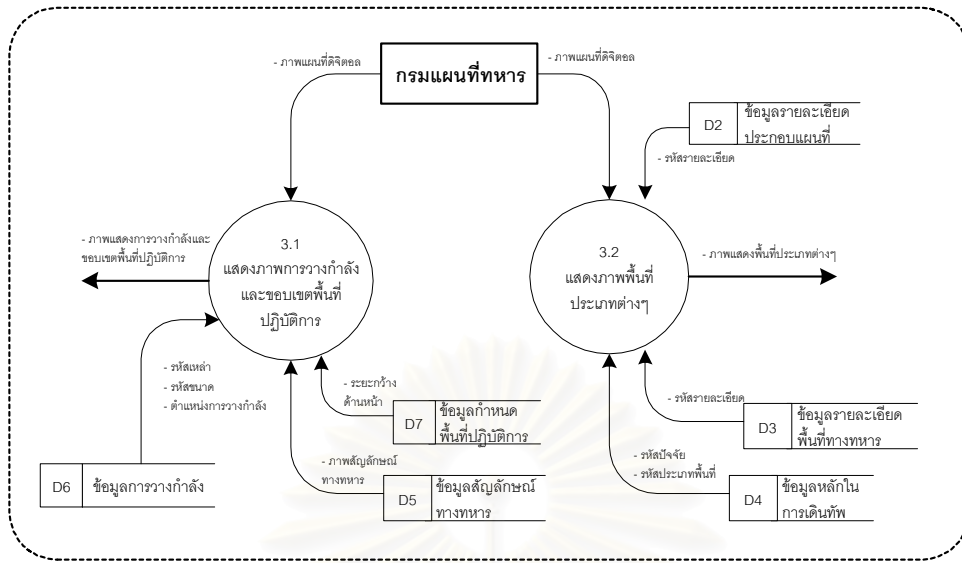 กรมแผนที่ทหาร
- ภาพแผนที่ดิจิตอล
- ภาพแผนที่ดิจิตอล
D2
ข้อมูลรายละเอียด
ประกอบแผนที่
- รหัสรายละเอียด
3.1
แสดงภาพการวางกำลัง
และขอบเขตพื้นที่
ปฏิบัติการ
- ภาพแสดงการวางกำลังและ
ขอบเขตพื้นที่ปฏิบัติการ
3.2
แสดงภาพพื้นที่
ประเภทต่างๆ
- ภาพแสดงพื้นที่ประเภทต่างๆ
- รหัสเหล่า
- รหัสขนาด
- ตำแหน่งการวางกำลัง
D6
ข้อมูลการวางกำลัง
- ระยะกว้าง
ด้านหน้า
D7
ข้อมูลกำหนด
พื้นที่ปฏิบัติการ
- ภาพสัญลักษณ์
ทางทหาร
D5
ข้อมูลสัญลักษณ์
ทางทหาร
- รหัสรายละเอียด
D3
ข้อมูลรายละเอียด
พื้นที่ทางทหาร
- รหัสปัจจัย
- รหัสประเภทพื้นที่
D4
ข้อมูลหลักใน
การเดินทัพ